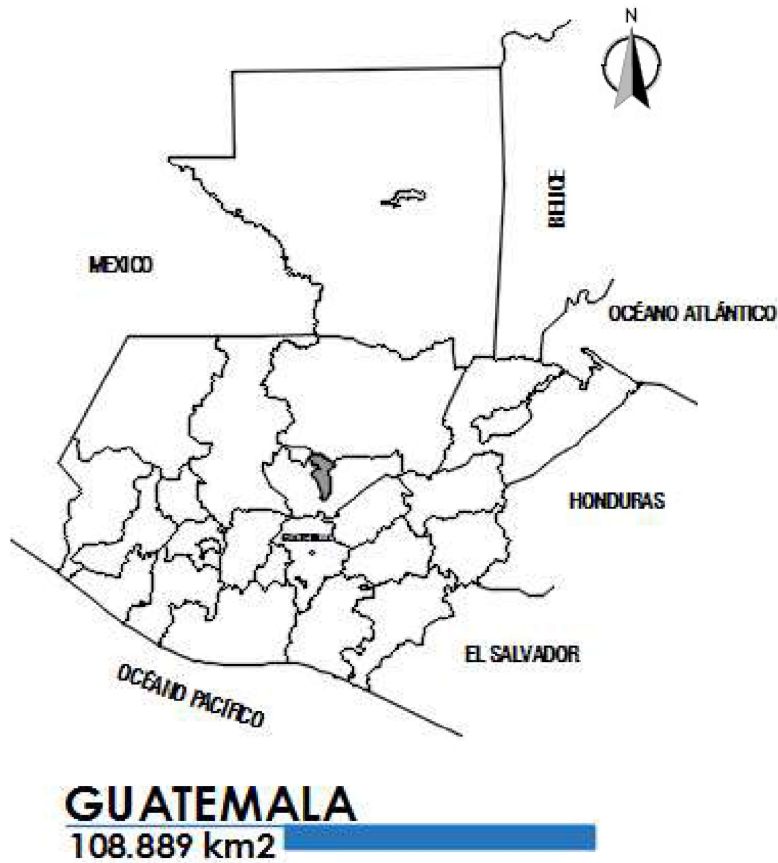 N
BELICE
MEXICO
OCÉANO ATLÁNTICO
HONDURAS
EL SALVADOR
OCÉANO PACÍFICO
GUATEMALA
108.889 km2